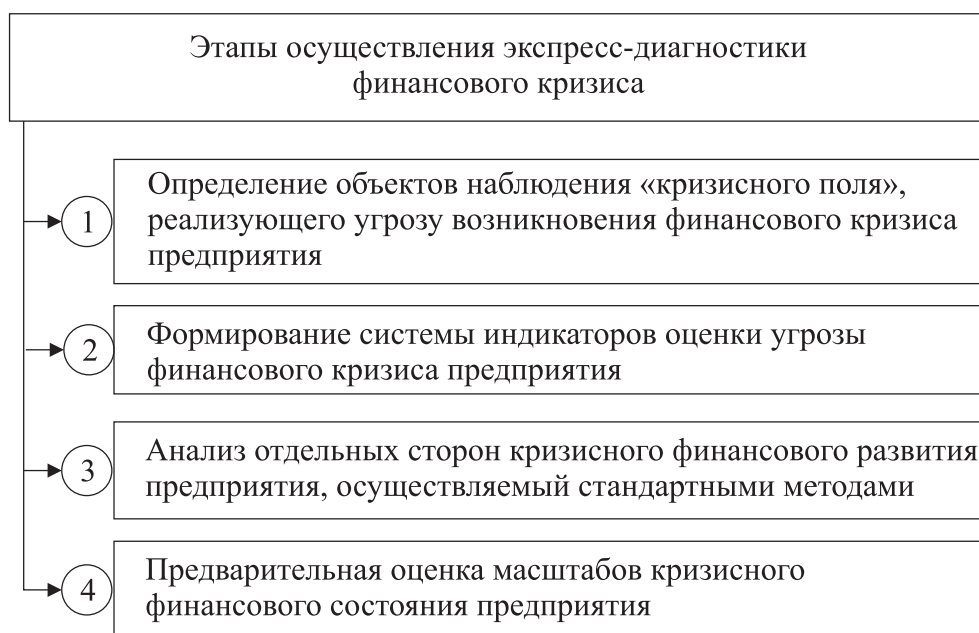 Этапы осуществления экспресс-диагностики
финансового кризиса
1
Определение объектов наблюдения «кризисного поля»,
реализующего угрозу возникновения финансового кризиса
предприятия
2
Формирование системы индикаторов оценки угрозы
финансового кризиса предприятия
3
Анализ отдельных сторон кризисного финансового развития
предприятия, осуществляемый стандартными методами
4
Предварительная оценка масштабов кризисного
финансового состояния предприятия